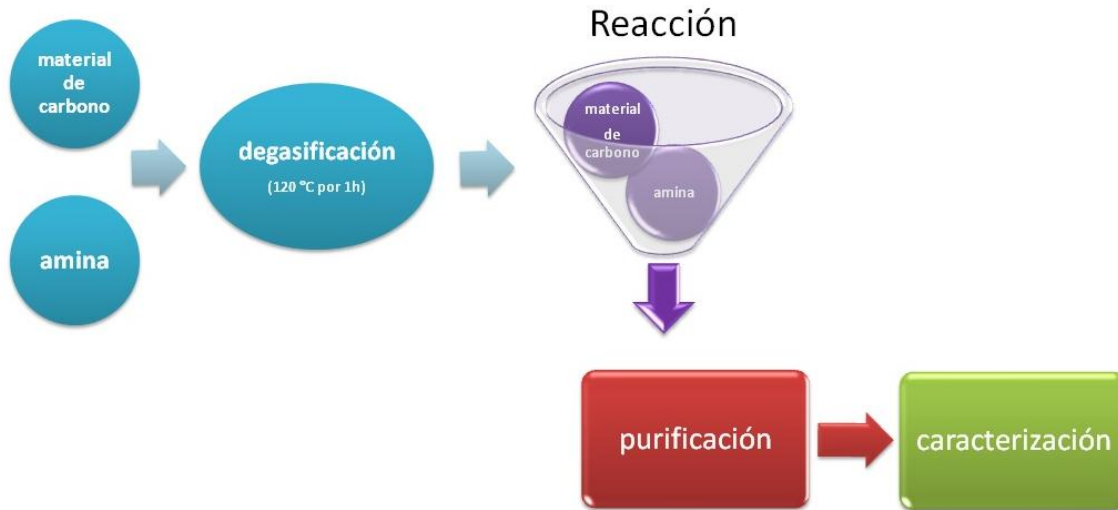 material
de
carbono
amina
degasificación
(120 °C por 1h)
Reacción
material
de
carbono
amina
purificación
caracterización